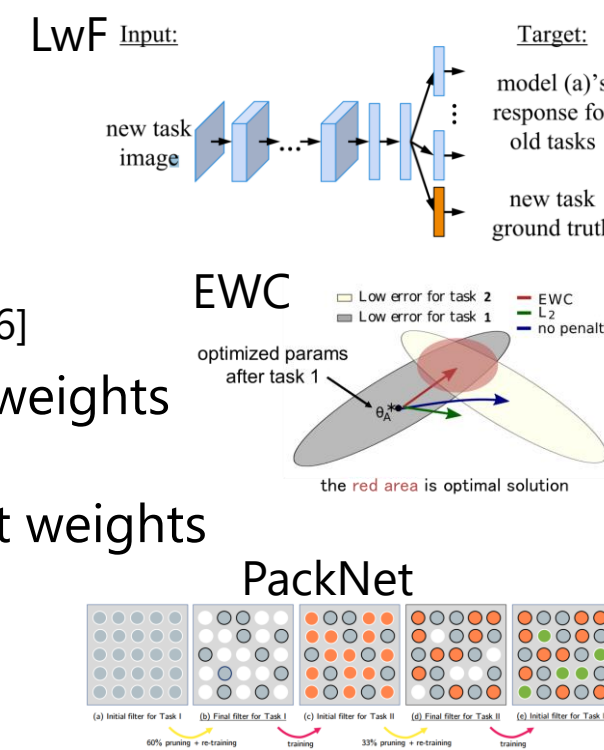 LwF Input: Target:
new task
image
model (a)'s
response fo
old tasks
new task
ground truth
EWC
Low error for task 2
Low error for task 1
EWC
L2
no penalt
6]
weights
optimized params
after task 1
θA*
the red area is optimal solution
t weights
PackNet
(a) Initial filter for Task I (b) Final filter for Task I (c) Initial filter for Task II (d) Final filter for Task II (e) Initial filter for
60% pruning + re-training training 33% pruning + re-training training